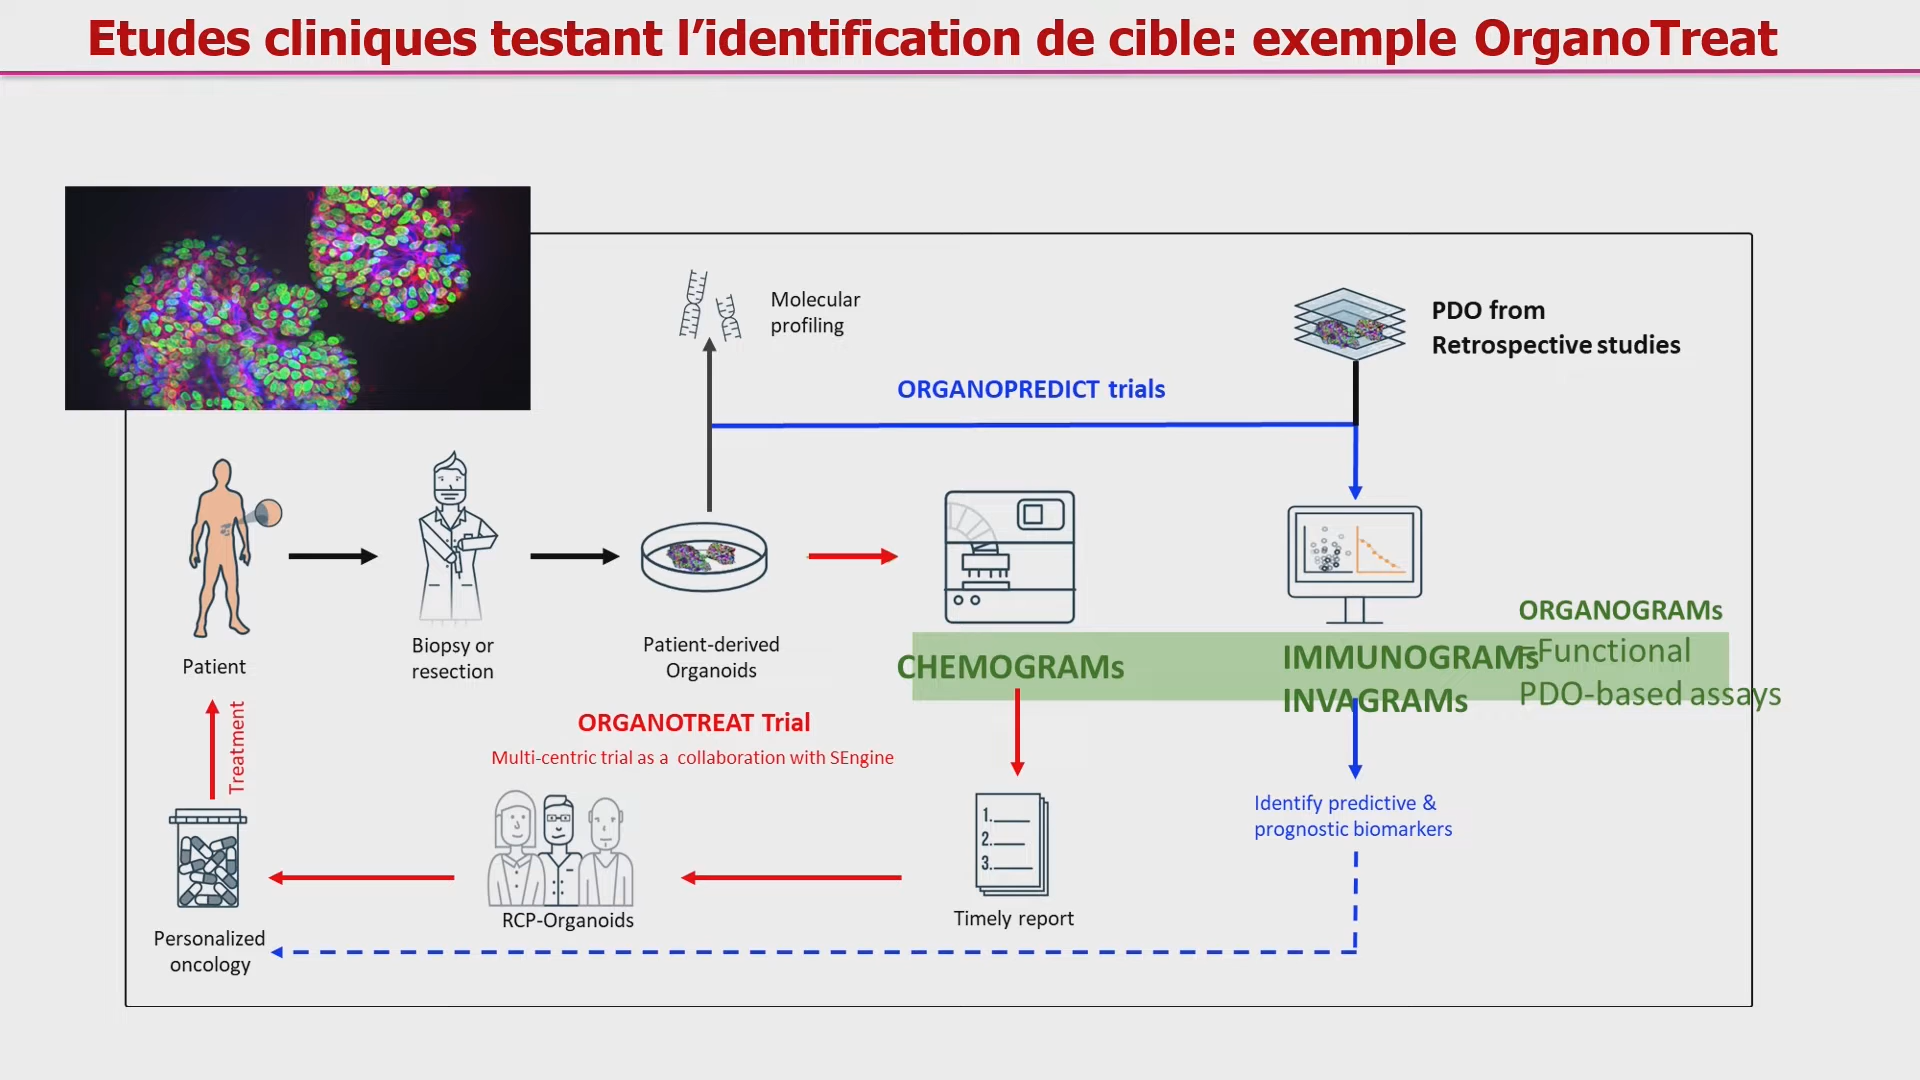 Etudes cliniques testant l’identification de cible: exemple OrganoTreat
Molecular
profiling
PDO from
Retrospective studies
ORGANOPREDICT trials
Patient
Biopsy or
resection
Patient-derived
Organoids
CHEMOGRAMs
IMMUNOGRAMs
INVAGRAMs
ORGANOGRAMs
=Functional
PDO-based assays
ORGANOTREAT Trial
Multi-centric trial as a collaboration with SEngine
Treatment
Identify predictive &
prognostic biomarkers
1.
2.
3.
RCP-Organoids
Timely report
Personalized
oncology